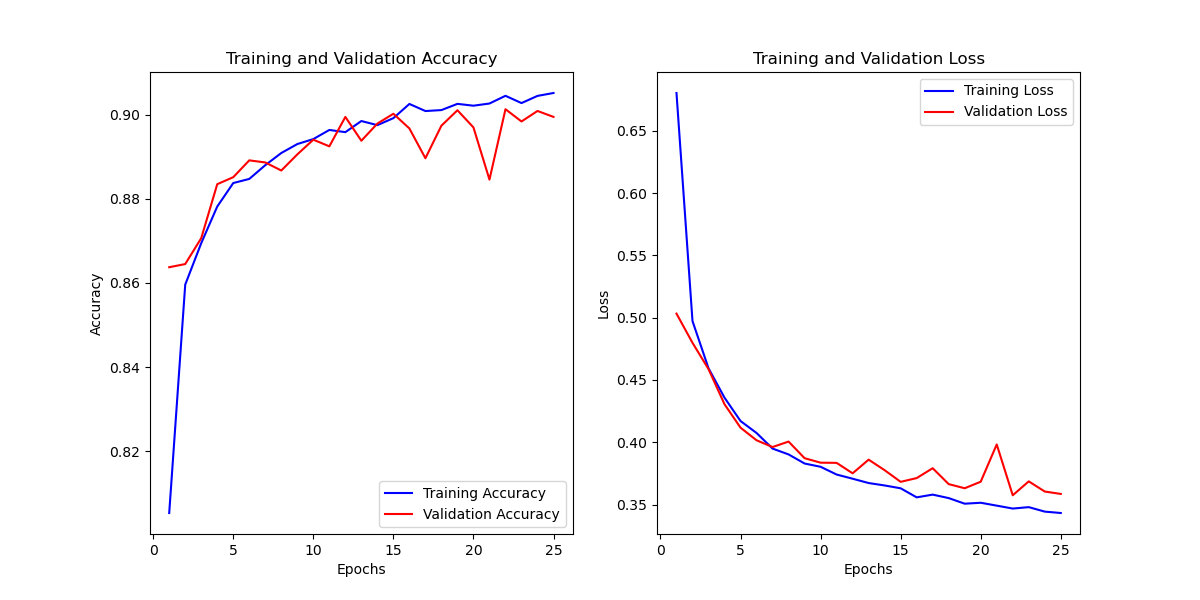 Training and Validation Accuracy
Accuracy
0.90
0.88
0.86
0.84
0.82
0 5 10 15 20 25
Epochs
Training Accuracy
Validation Accuracy
Training and Validation Loss
Loss
0.65
0.60
0.55
0.50
0.45
0.40
0.35
0 5 10 15 20 25
Epochs
Training Loss
Validation Loss